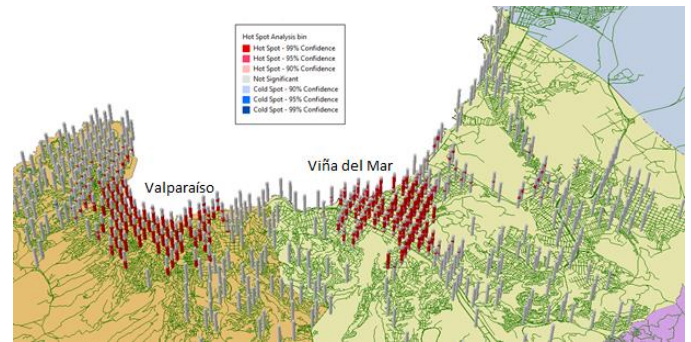 Hot Spot Analysis bin
Hot Spot - 99% Confidence
Hot Spot - 95% Confidence
Hot Spot - 90% Confidence
Not Significant
Cold Spot - 90% Confidence
Cold Spot - 95% Confidence
Cold Spot - 99% Confidence
Viña del Mar
Valparaíso